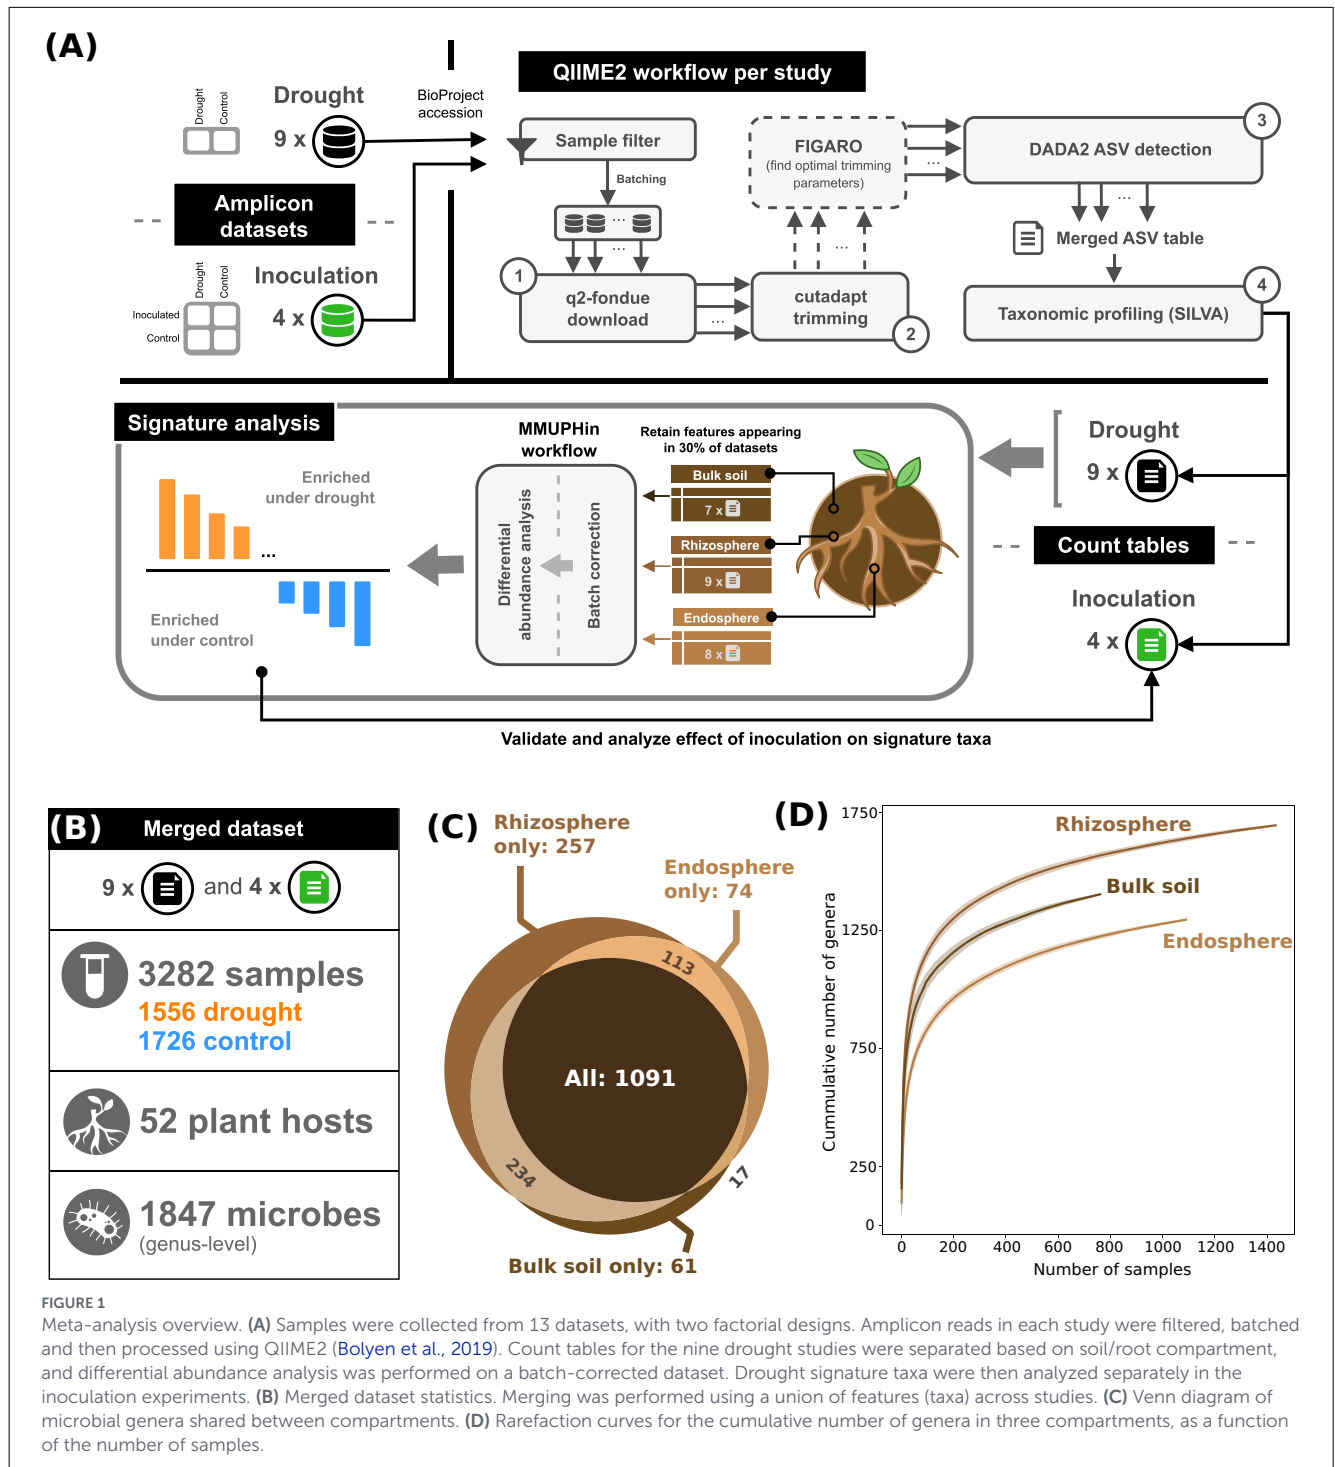 (A)
Drought
Control
Drought
9 x
BioProject
accession
Amplicon
datasets
Drought
Control
Inoculated
Control
Inoculation
4 x
QIIME2 workflow per study
Sample filter
Batching
...
...
1
q2-fondue
download
...
cutadapt
trimming
2
...
FIGARO
(find optimal trimming
parameters)
...
3
DADA2 ASV detection
...
Merged ASV table
4
Taxonomic profiling (SILVA)
Signature analysis
Enriched
under drought
...
Enriched
under control
MMUPHin
workflow
Differential
abundance analysis
Batch correction
Retain features appearing
in 30% of datasets
Bulk soil
7 x
Rhizosphere
9 x
Endosphere
8 x
Drought
9 x
Count tables
Inoculation
4 x
Validate and analyze effect of inoculation on signature taxa
(B) Merged dataset
9 x and 4 x
3282 samples
1556 drought
1726 control
52 plant hosts
1847 microbes
(genus-level)
(C)
Rhizosphere
only: 257
Endosphere
only: 74
113
All: 1091
234
17
Bulk soil only: 61
(D)
1750
1250
750
250
0
Cummulative number of genera
Rhizosphere
Bulk soil
Endosphere
0 200 400 600 800 1000 1200 1400
Number of samples
FIGURE 1
Meta-analysis overview. (A) Samples were collected from 13 datasets, with two factorial designs. Amplicon reads in each study were filtered, batched
and then processed using QIIME2 (Bolyen et al., 2019). Count tables for the nine drought studies were separated based on soil/root compartment,
and differential abundance analysis was performed on a batch-corrected dataset. Drought signature taxa were then analyzed separately in the
inoculation experiments. (B) Merged dataset statistics. Merging was performed using a union of features (taxa) across studies. (C) Venn diagram of
microbial genera shared between compartments. (D) Rarefaction curves for the cumulative number of genera in three compartments, as a function
of the number of samples.